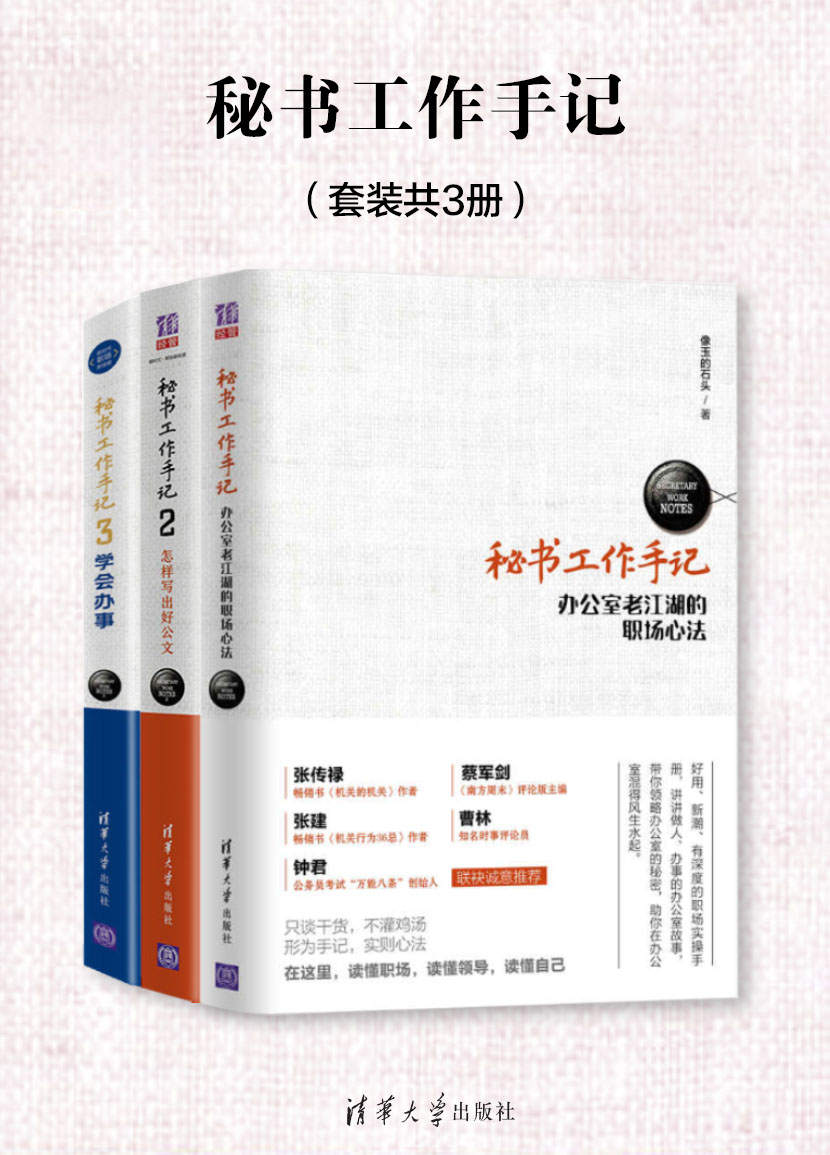 秘书工作手记
（套装共3册）
职场
秘书工作手记
3
学会办事
清华大学出版社
经管
秘书工作手记
2
怎样写出好公文
清华大学出版社
经管
秘书工作手记
办公室老江湖的职场心法
SECRETARY
WORK
NOTES
清华大学出版社
像玉的石头／著
SECRETARY
WORK
NOTES
秘书工作手记
办公室老江湖的
职场心法
张传禄
畅销书《机关的机关》作者
蔡军剑
《南方周末》评论版主编
张建
畅销书《机关行为36忌》作者
曹林
知名时事评论员
钟君
公务员考试“万能八条”创始人
联袂诚意推荐
只谈干货，不灌鸡汤
形为手记，实则心法
在这里，读懂职场，读懂领导，读懂自己
好用、新潮、有深度的职场实操手
册，讲讲做人、办事的办公室故事，
带你领略办公室的秘密，助你在办公
室混得风生水起。
清华大学出版社